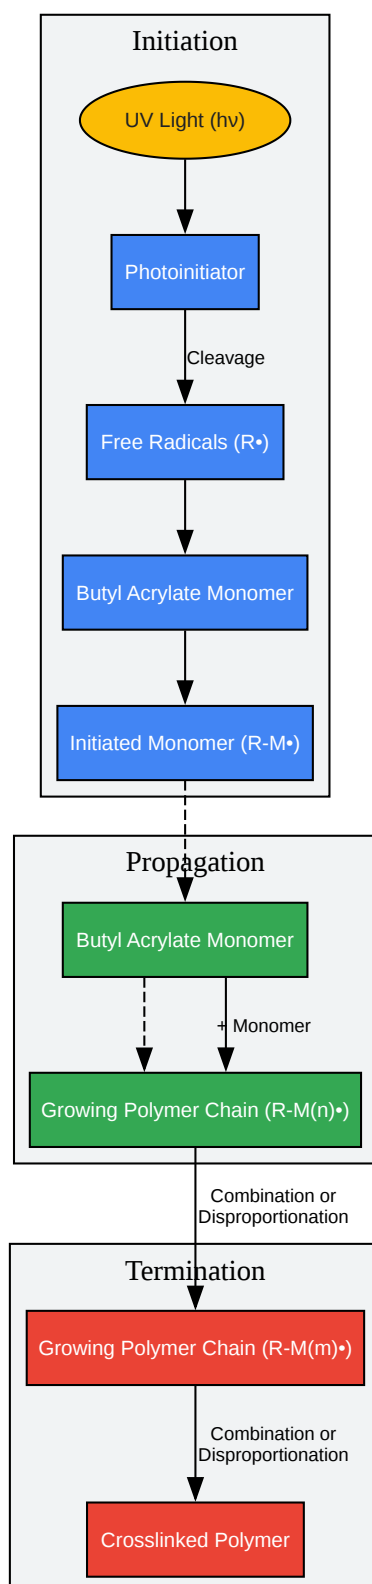 Initiation
UV Light (hν)
Photoinitiator
Cleavage
Free Radicals (R•)
Butyl Acrylate Monomer
Initiated Monomer (R-M•)
Propagation
Butyl Acrylate Monomer
+ Monomer
Growing Polymer Chain (R-M(n)•)
Combination or
Disproportionation
Termination
Growing Polymer Chain (R-M(m)•)
Combination or
Disproportionation
Crosslinked Polymer